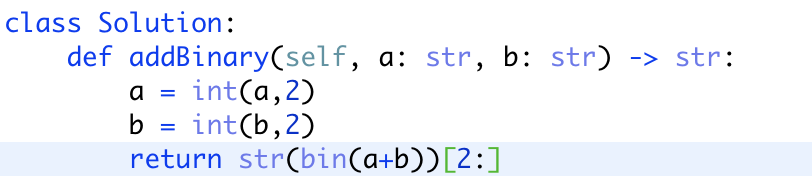 class Solution:
    def addBinary(self, a: str, b: str) -> str:
        a = int(a,2)
        b = int(b,2)
        return str(bin(a+b))[2:]